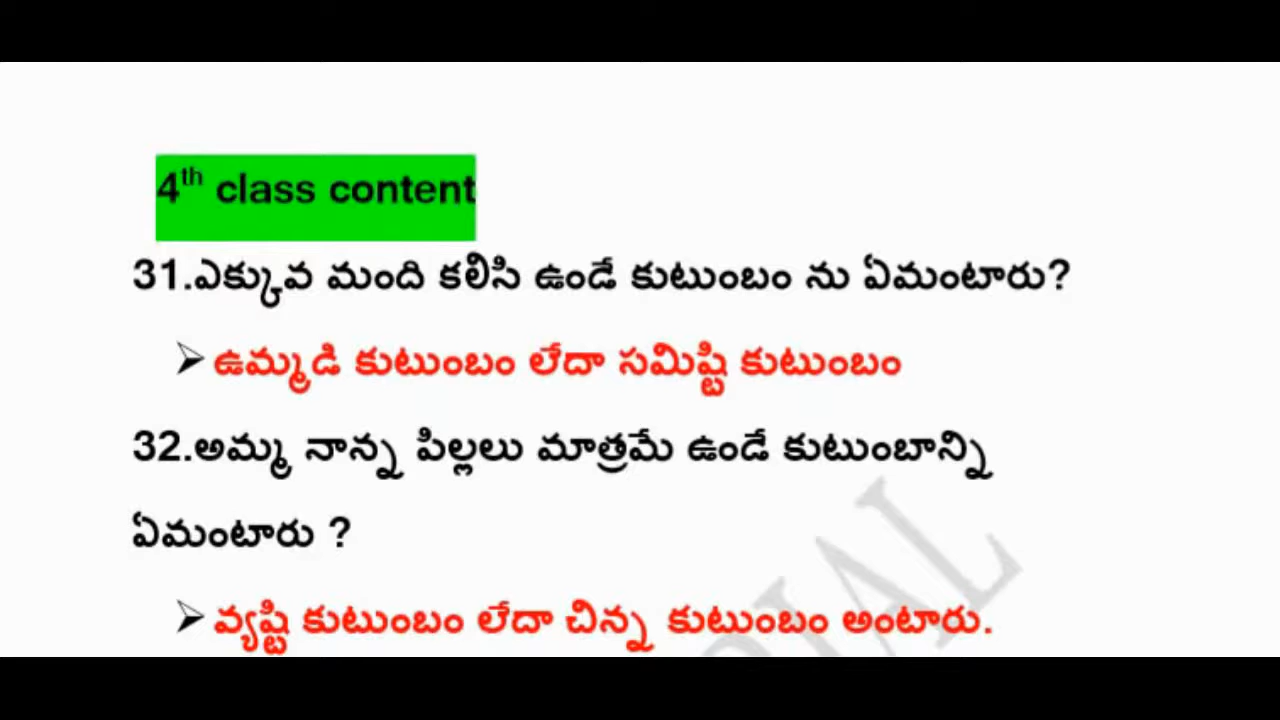 4th class content
31.ఎక్కువ మంది కలిసి ఉండే కుటుంబం ను ఏమంటారు?
➢ ఉమ్మడి కుటుంబం లేదా సమిష్టి కుటుంబం
32.అమ్మ నాన్న పిల్లలు మాత్రమే ఉండే కుటుంబాన్ని
ఏమంటారు ?
➢ వ్యష్టి కుటుంబం లేదా చిన్న కుటుంబం అంటారు.